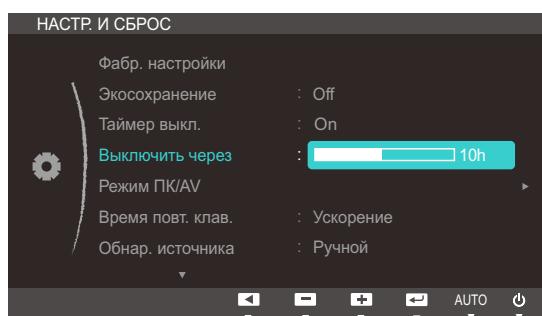 НАСТР. И СБРОС
Фабр. настройки
Экосохранение : Off
Таймер выкл. : On
Выключить через : 10h
Режим ПК/AV
Время повт. клав. : Ускорение
Обнар. источника : Ручной
AUTO